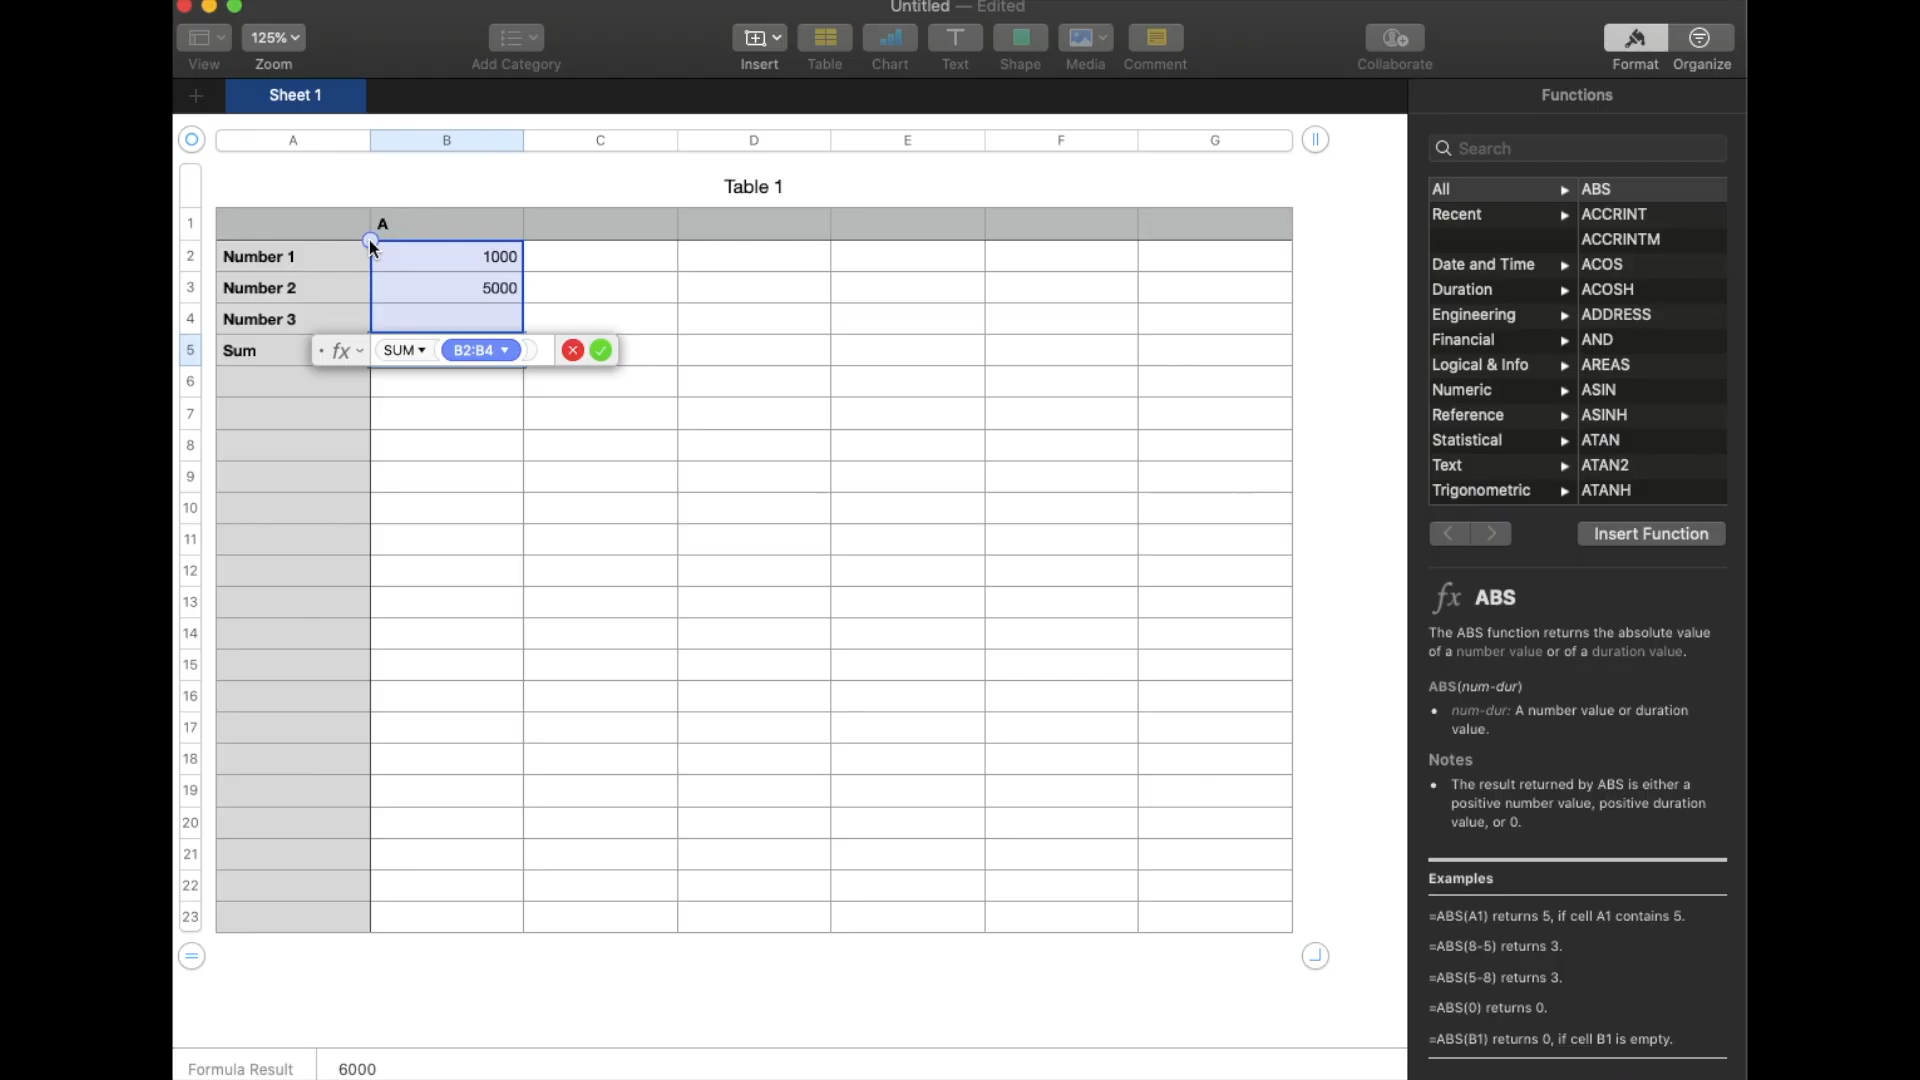 Untitled — Edited
125%
View
Zoom
Add Category
Insert
Table
Chart
Text
Shape
Media
Comment
Collaborate
Format
Organize
Sheet 1
Functions
A B C D E F G
Search
Table 1
1 A
2 Number 1 1000
3 Number 2 5000
4 Number 3
5 Sum fx SUM B2:B4
6
7
8
9
10
11
12
13
14
15
16
17
18
19
20
21
22
23
All ABS
Recent ACCRINT
ACCRINTM
Date and Time ACOS
Duration ACOSH
Engineering ADDRESS
Financial AND
Logical & Info AREAS
Numeric ASIN
Reference ASINH
Statistical ATAN
Text ATAN2
Trigonometric ATANH
Insert Function
fx ABS
The ABS function returns the absolute value
of a number value or of a duration value.
ABS(num-dur)
• num-dur: A number value or duration
value.
Notes
• The result returned by ABS is either a
positive number value, positive duration
value, or 0.
Examples
=ABS(A1) returns 5, if cell A1 contains 5.
=ABS(8-5) returns 3.
=ABS(5-8) returns 3.
=ABS(0) returns 0.
=ABS(B1) returns 0, if cell B1 is empty.
Formula Result 6000